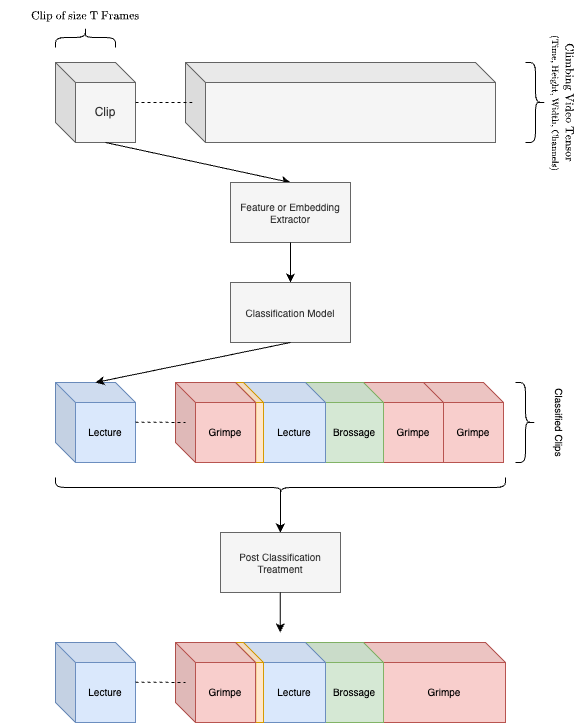 Clip of size T Frames
Clip
Climbing Video Tensor
(Time, Height, Width, Channels)
Feature or Embedding
Extractor
Classification Model
Lecture
Grimpe
Lecture
Brossage
Grimpe
Grimpe
Classified Clips
Post Classification
Treatment
Lecture
Grimpe
Lecture
Brossage
Grimpe